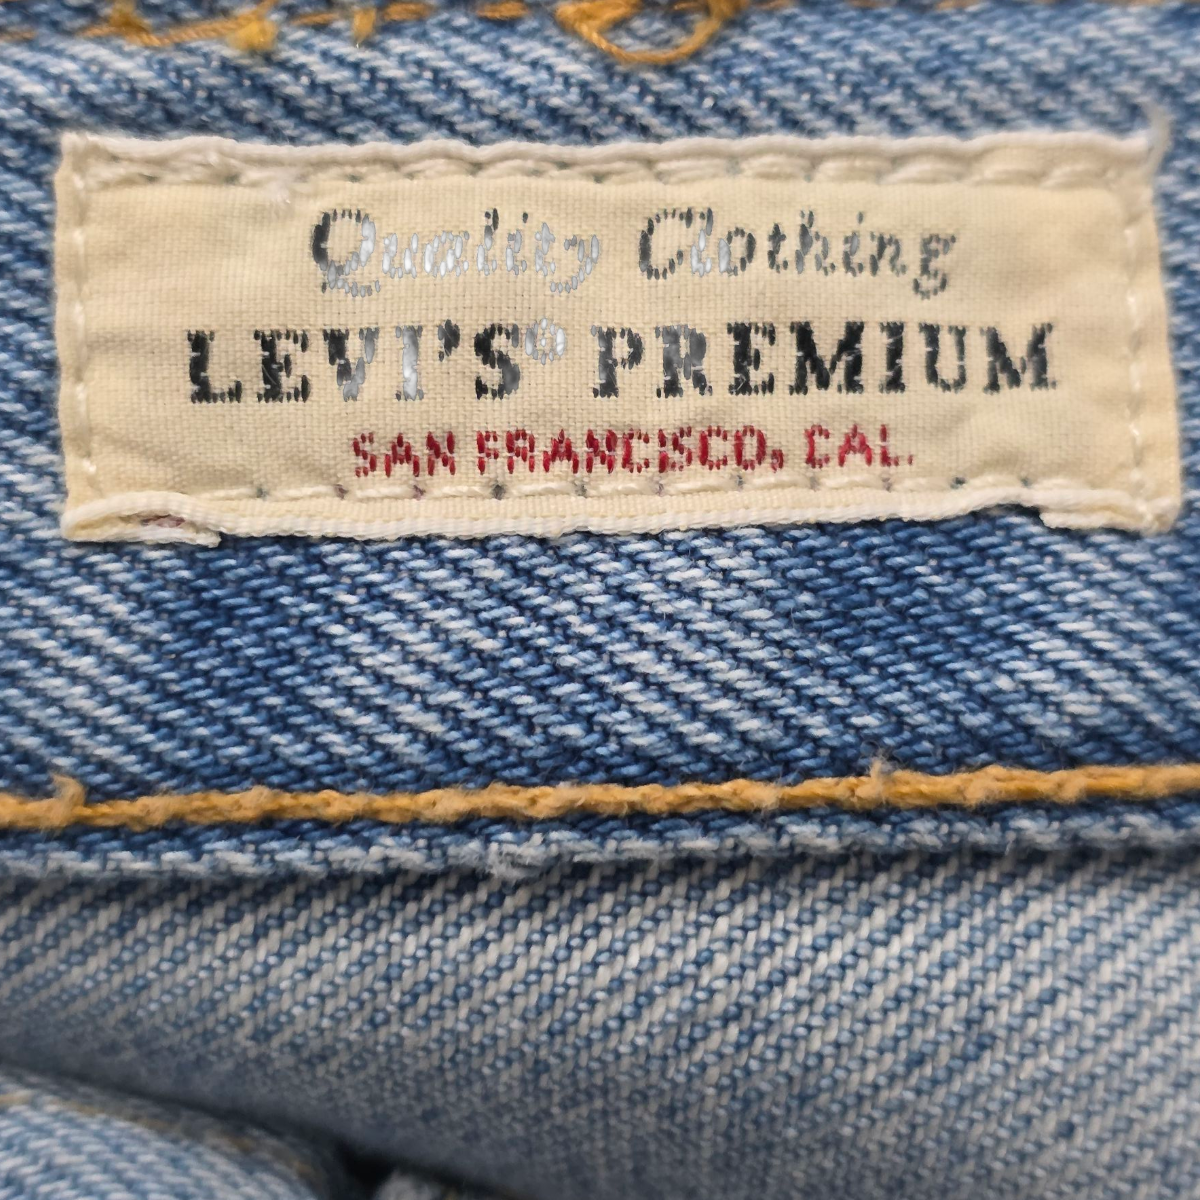 Quality Clothing
LEVI'S® PREMIUM
SAN FRANCISCO, CAL.